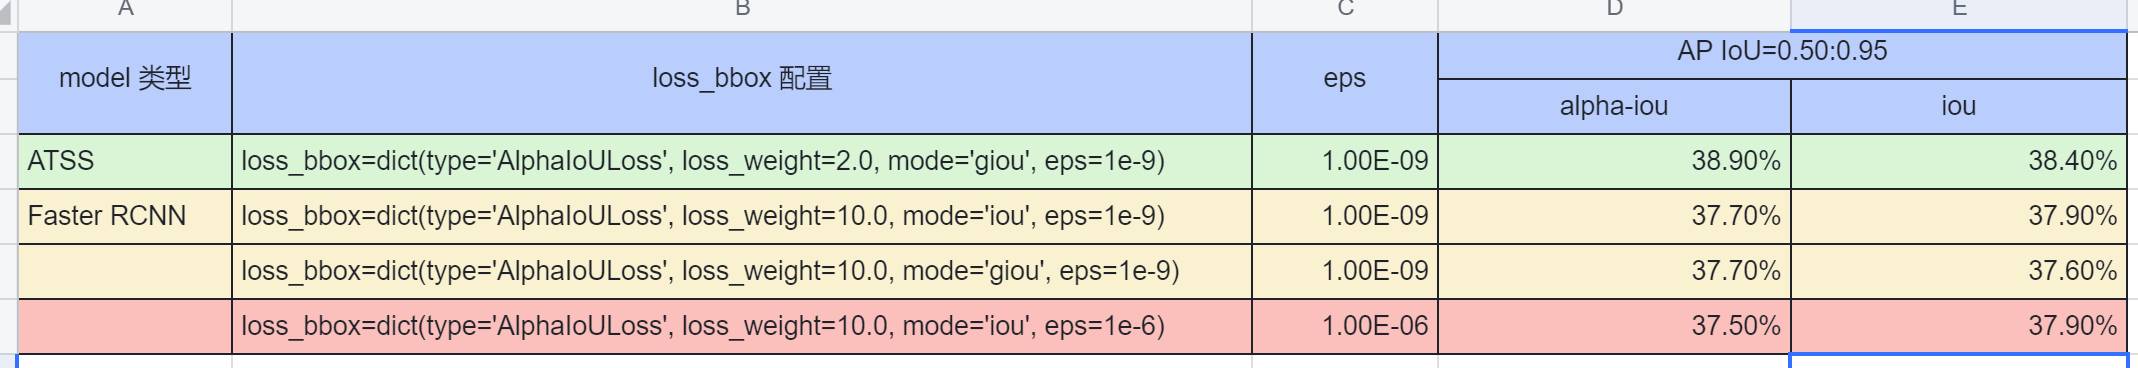 A B C D E
model 类型 loss_bbox 配置 eps AP IoU=0.50:0.95
alpha-iou iou
ATSS loss_bbox=dict(type='AlphaIoULoss', loss_weight=2.0, mode='giou', eps=1e-9) 1.00E-09 38.90% 38.40%
Faster RCNN loss_bbox=dict(type='AlphaIoULoss', loss_weight=10.0, mode='iou', eps=1e-9) 1.00E-09 37.70% 37.90%
loss_bbox=dict(type='AlphaIoULoss', loss_weight=10.0, mode='giou', eps=1e-9) 1.00E-09 37.70% 37.60%
loss_bbox=dict(type='AlphaIoULoss', loss_weight=10.0, mode='iou', eps=1e-6) 1.00E-06 37.50% 37.90%